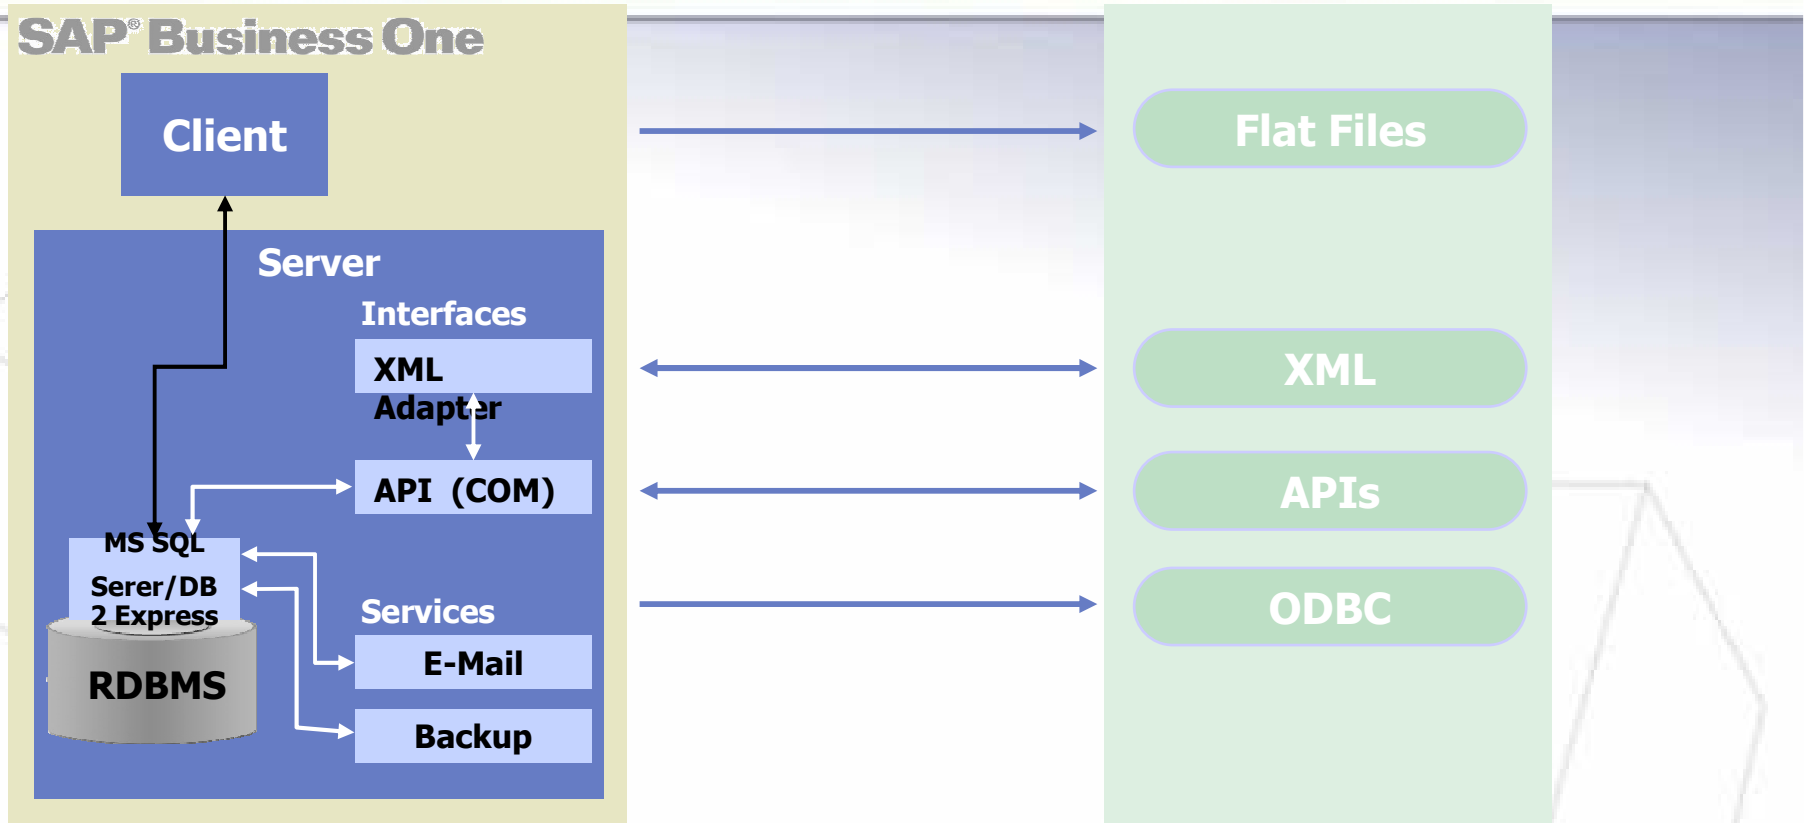 SAP® Business One
Client
Server
Interfaces
XML
Adapter
API (COM)
MS SQL
Serer/DB
2 Express
RDBMS
Services
E-Mail
Backup
Flat Files
XML
APIs
ODBC